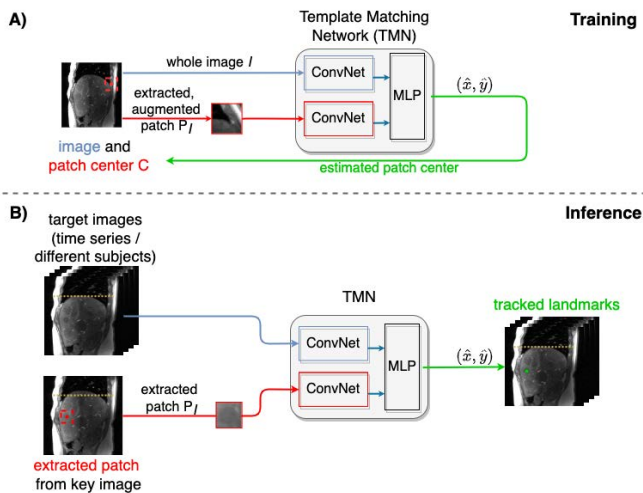 A)
Training
Template Matching
Network (TMN)
whole image I
extracted,
augmented
patch P_I
ConvNet
ConvNet
MLP
(x̂, ŷ)
image and
patch center C
estimated patch center
B)
Inference
target images
(time series /
different subjects)
TMN
ConvNet
ConvNet
MLP
(x̂, ŷ)
tracked landmarks
extracted
patch P_I
extracted patch
from key image